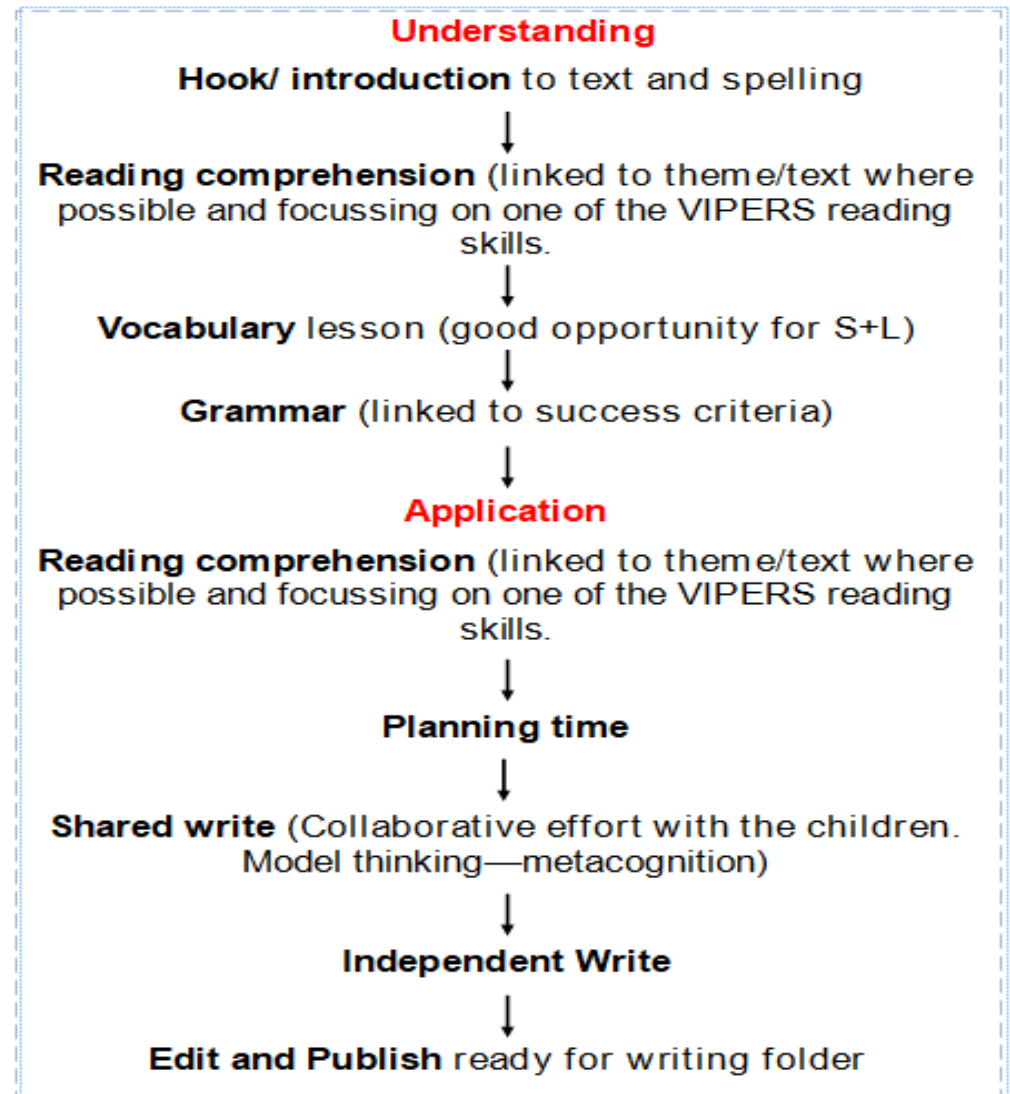 Understanding
Hook/ introduction to text and spelling
Reading comprehension (linked to theme/text where
possible and focussing on one of the VIPERS reading
skills.
Vocabulary lesson (good opportunity for S+L)
Grammar (linked to success criteria)
Application
Reading comprehension (linked to theme/text where
possible and focussing on one of the VIPERS reading
skills.
Planning time
Shared write (Collaborative effort with the children.
Model thinking—metacognition)
Independent Write
Edit and Publish ready for writing folder